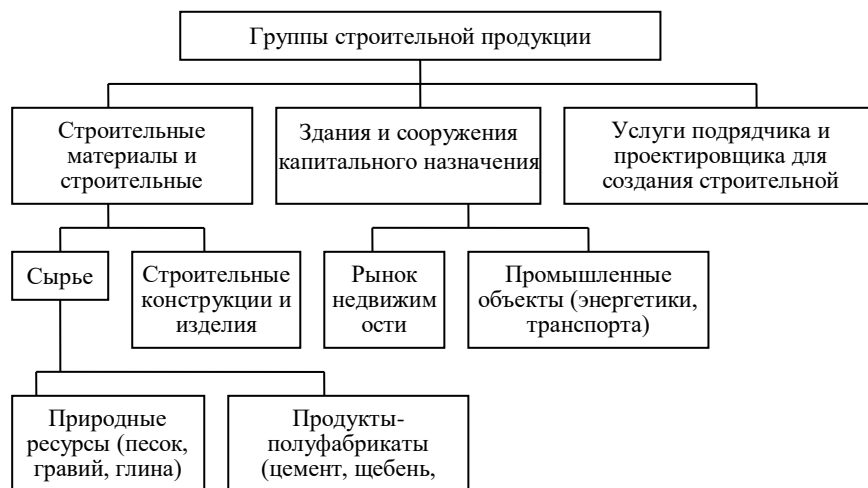 Группы строительной продукции
Строительные
материалы и
строительные
Здания и сооружения
капитального назначения
Услуги подрядчика и
проектировщика для
создания строительной
Сырье
Строительные
конструкции и
изделия
Рынок
недвижим
ости
Промышленные
объекты (энергетики,
транспорта)
Природные
ресурсы (песок,
гравий, глина)
Продукты-
полуфабрикаты
(цемент, щебень,